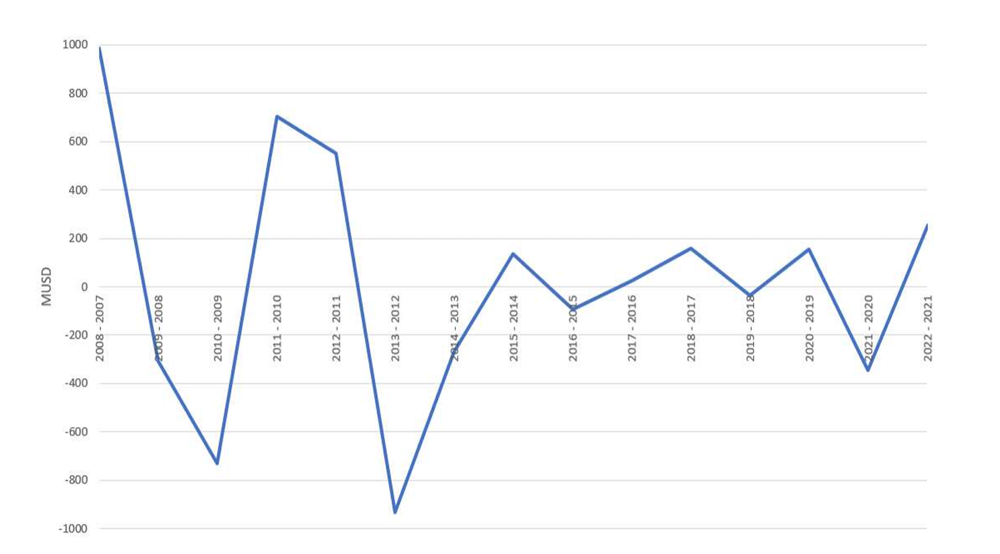 1000
800
600
400
200
0
-200
-400
-600
-800
-1000
MUSD
2008 - 2007
2009 - 2008
2010 - 2009
2011 - 2010
2012 - 2011
2013 - 2012
2014 - 2013
2015 - 2014
2016 - 2015
2017 - 2016
2018 - 2017
2019 - 2018
2020 - 2019
2021 - 2020
2022 - 2021